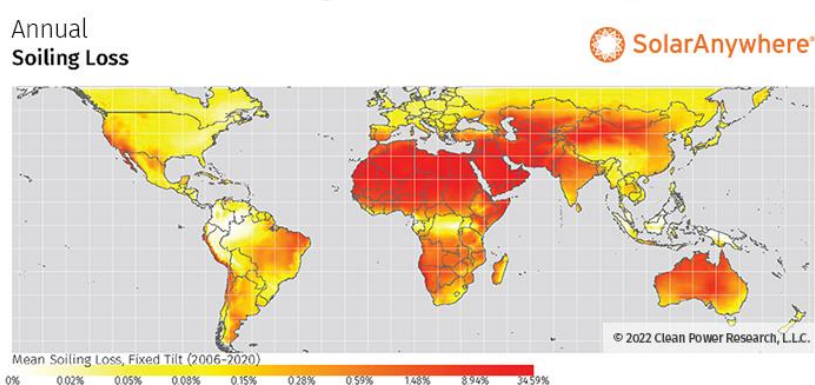 Annual
Soiling Loss
SolarAnywhere®
© 2022 Clean Power Research, L.L.C.
Mean Soiling Loss, Fixed Tilt (2006-2020)
0% 0.02% 0.05% 0.08% 0.15% 0.28% 0.59% 1.48% 8.94% 34.59%